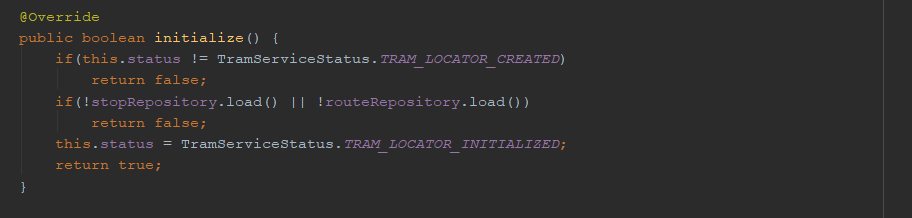 @Override
public boolean initialize() {
    if(this.status != TramServiceStatus.TRAM_LOCATOR_CREATED)
        return false;
    if(!stopRepository.load() || !routeRepository.load())
        return false;
    this.status = TramServiceStatus.TRAM_LOCATOR_INITIALIZED;
    return true;
}